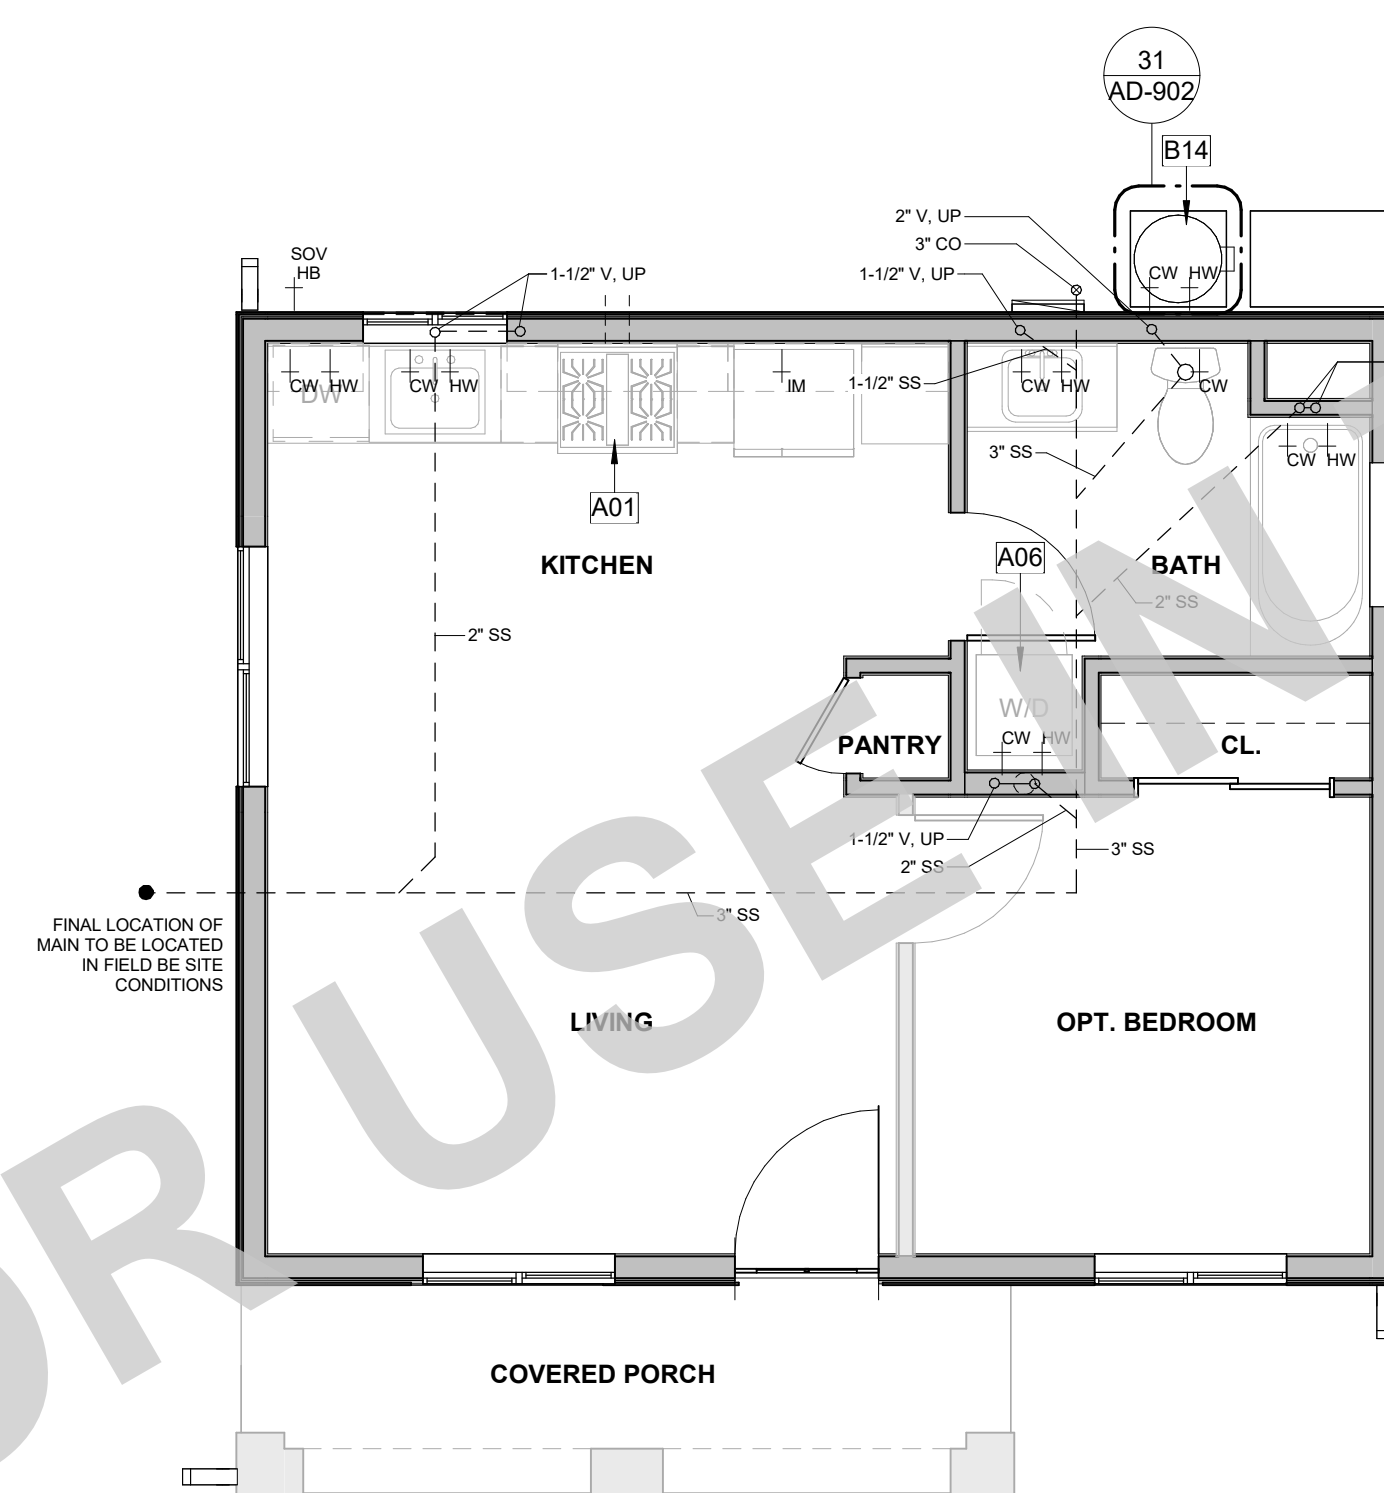 31
AD-902
B14
2" V, UP
3" CO
1-1/2" V, UP
SOV
HB
1-1/2" V, UP
CW HW
CW HW
DW
CW HW
IM
1-1/2" SS
CW HW
CW
3" SS
CW HW
A01
KITCHEN
A06
BATH
2" SS
2" SS
W/D
CW HW
PANTRY
CL.
1-1/2" V, UP
2" SS
3" SS
3" SS
FINAL LOCATION OF
MAIN TO BE LOCATED
IN FIELD BE SITE
CONDITIONS
LIVING
OPT. BEDROOM
COVERED PORCH
OR USE IN